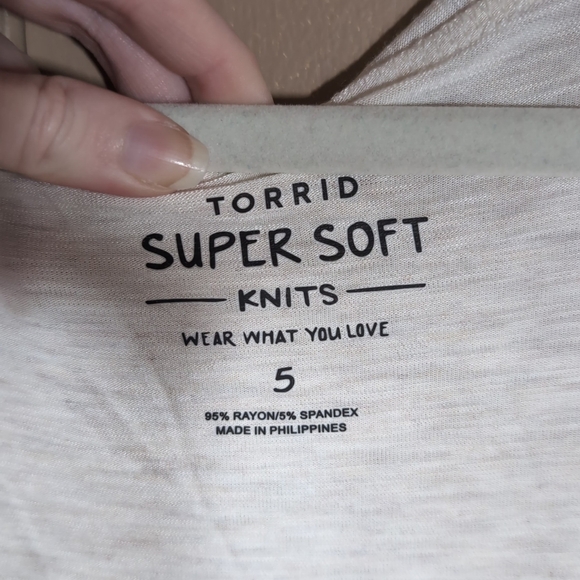 TORRID
SUPER SOFT
KNITS
WEAR WHAT YOU LOVE
5
95% RAYON/5% SPANDEX
MADE IN PHILIPPINES